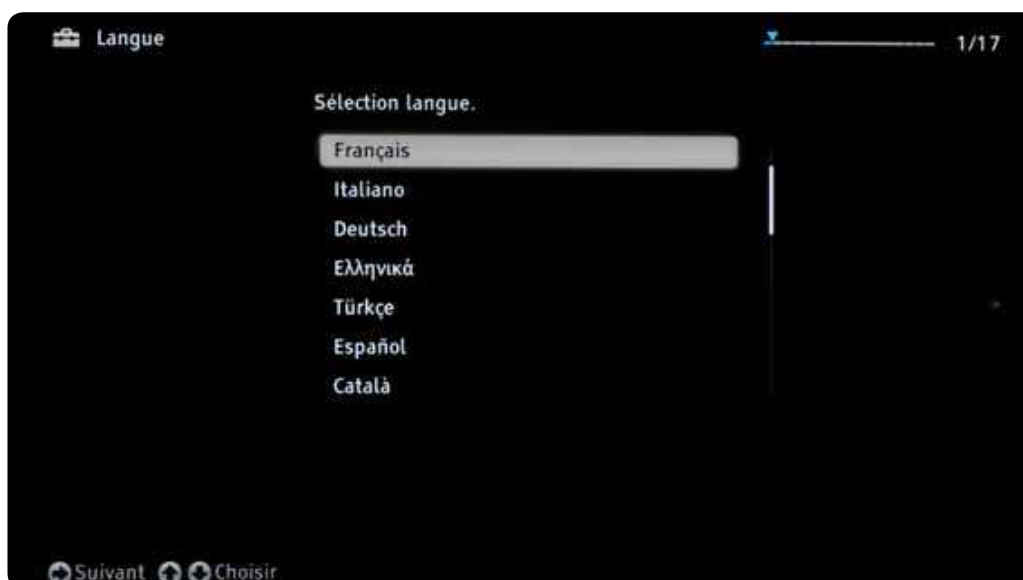 Langue
1/17
Sélection langue.
Français
Italiano
Deutsch
Ελληνικά
Türkçe
Español
Català
Suivant Choisir